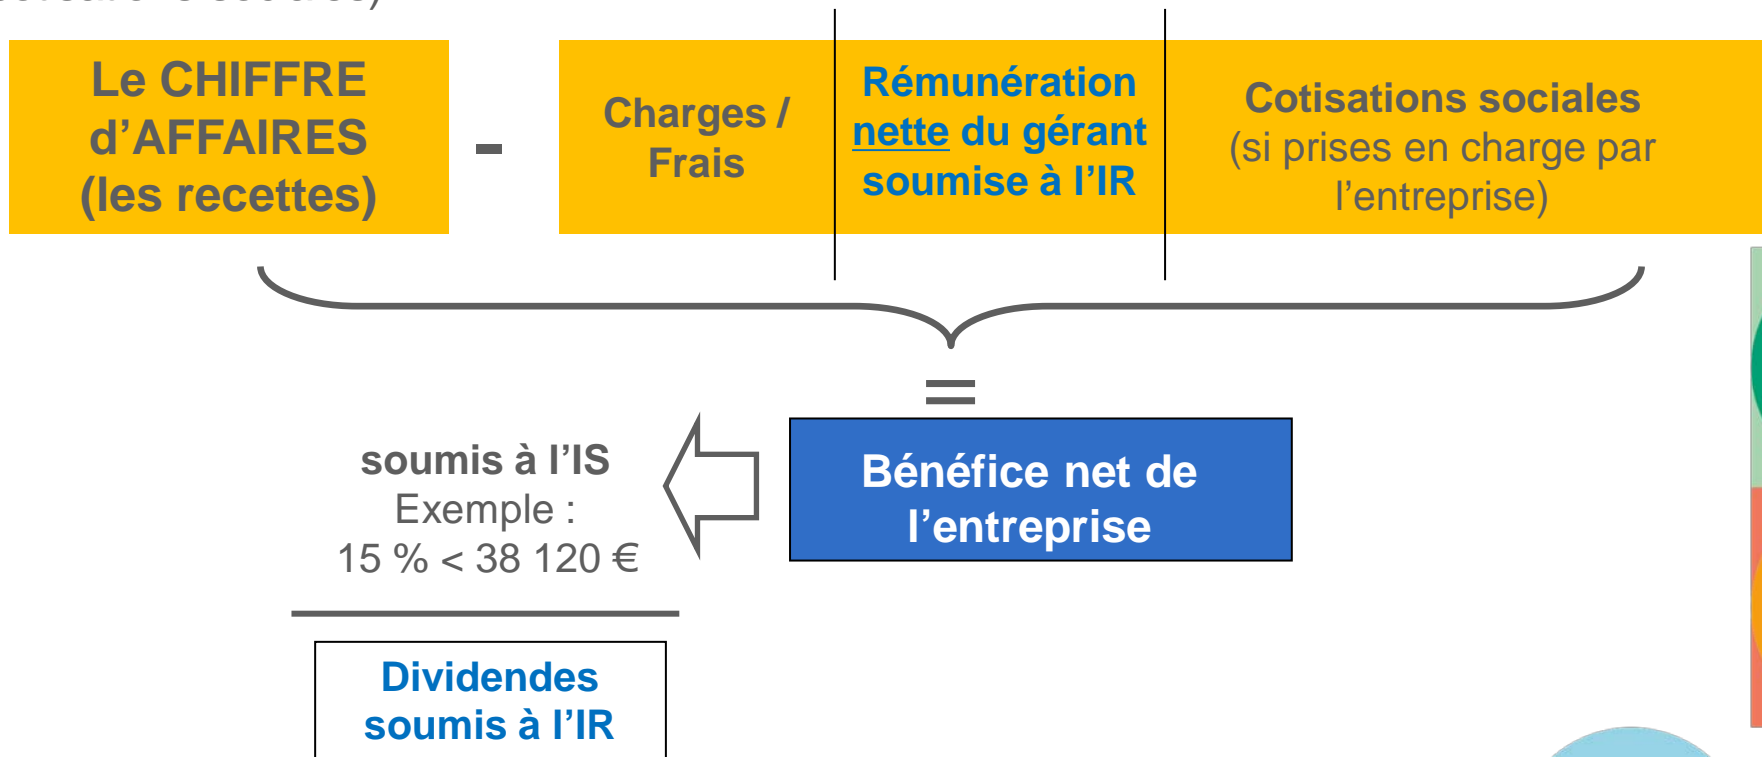 Le CHIFFRE
d’AFFAIRES
(les recettes)
-
Charges /
Frais
Rémunération
nette du gérant
soumise à l’IR
Cotisations sociales
(si prises en charge par
l’entreprise)
=
soumis à l’IS
Exemple :
15 % < 38 120 €
Bénéfice net de
l’entreprise
Dividendes
soumis à l’IR